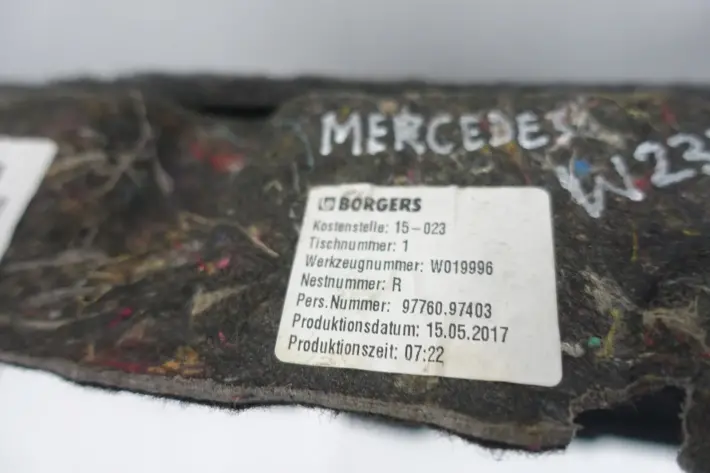 MERCEDES
BORGERS
Kostenstelle: 15-023
Tischnummer: 1
Werkzeugnummer: W019996
Nestnummer: R
Pers.Nummer: 97760.97403
Produktionsdatum: 15.05.2017
Produktionszeit: 07:22